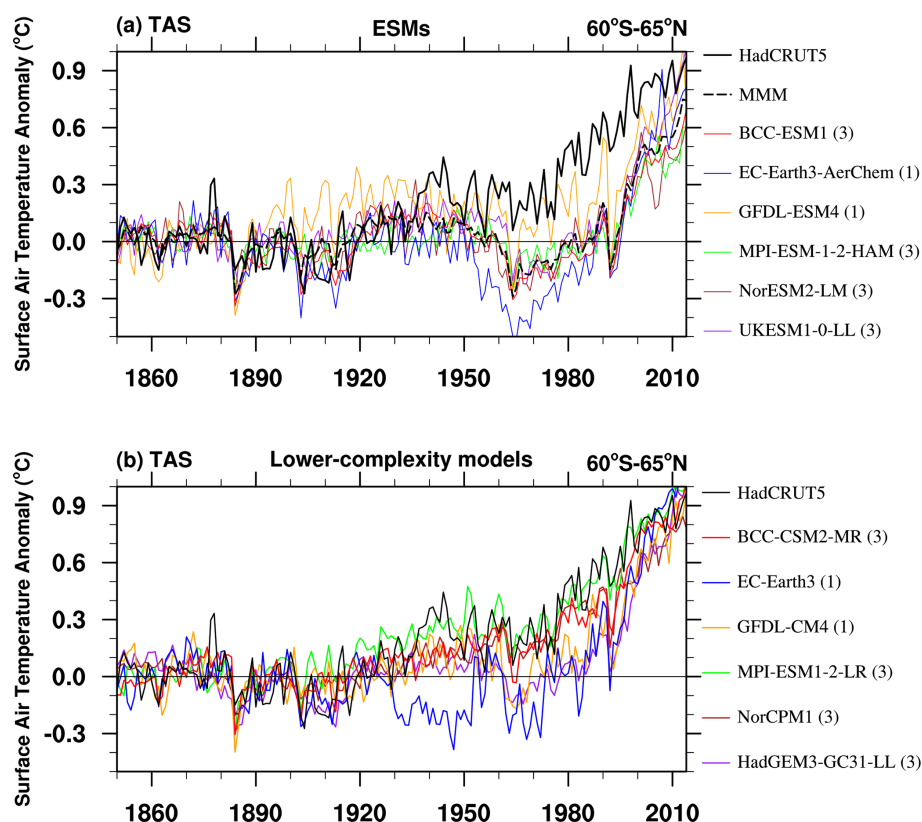 (a) TAS ESMs 60°S-65°N
Surface Air Temperature Anomaly (°C)
0.9
0.6
0.3
0.0
-0.3
1860 1890 1920 1950 1980 2010
HadCRUT5
MMM
BCC-ESM1 (3)
EC-Earth3-AerChem (1)
GFDL-ESM4 (1)
MPI-ESM-1-2-HAM (3)
NorESM2-LM (3)
UKESM1-0-LL (3)
(b) TAS Lower-complexity models 60°S-65°N
Surface Air Temperature Anomaly (°C)
0.9
0.6
0.3
0.0
-0.3
1860 1890 1920 1950 1980 2010
HadCRUT5
BCC-CSM2-MR (3)
EC-Earth3 (1)
GFDL-CM4 (1)
MPI-ESM1-2-LR (3)
NorCPM1 (3)
HadGEM3-GC31-LL (3)